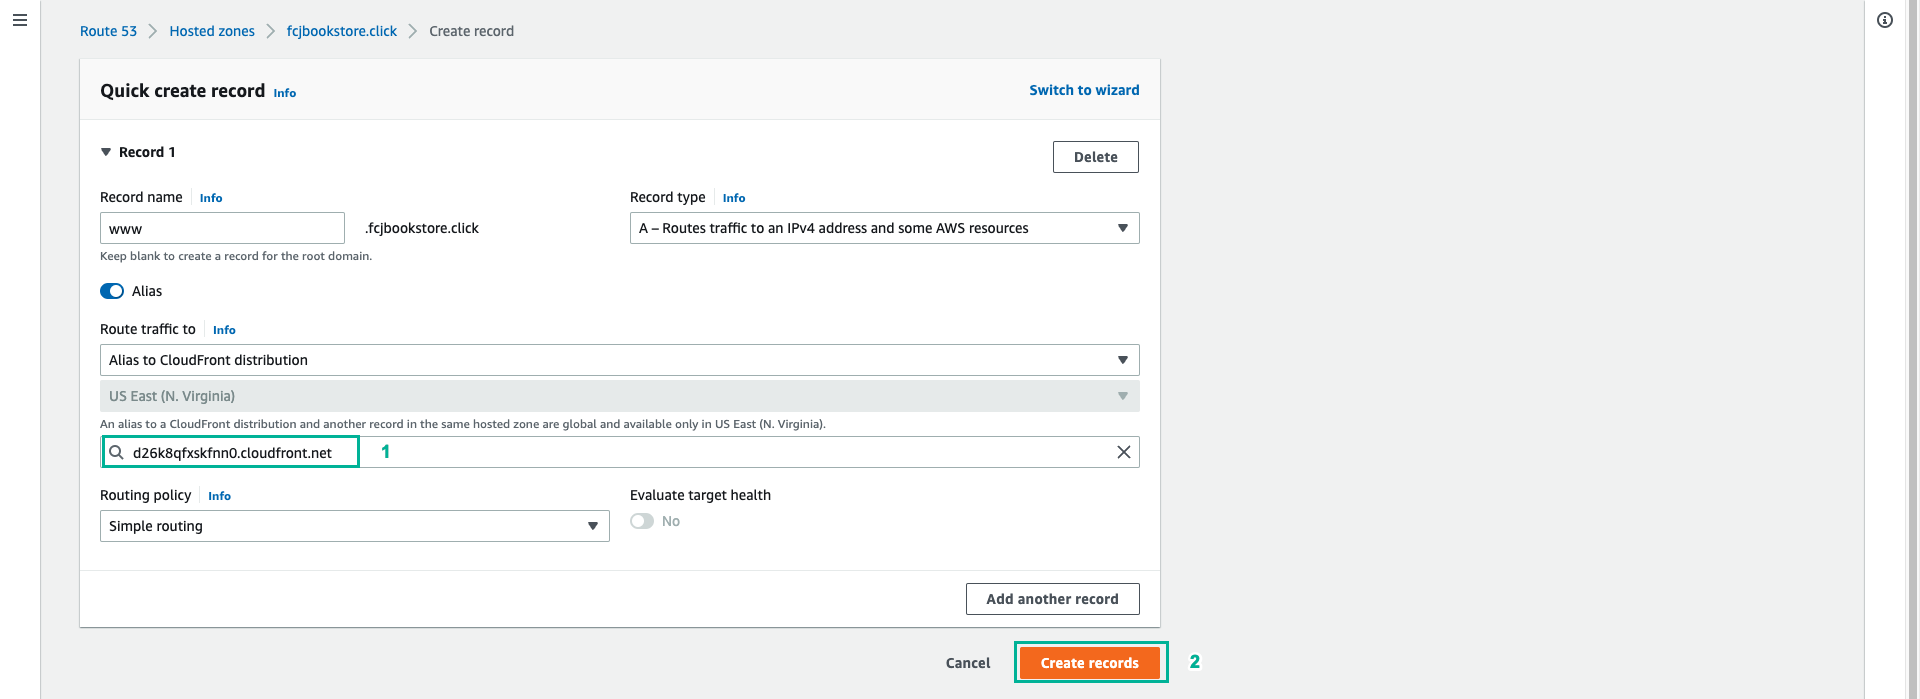 Route 53 Hosted zones fcjbookstore.click Create record
Quick create record Info Switch to wizard
Record 1
Delete
Record name Info Record type Info
www .fcjbookstore.click A – Routes traffic to an IPv4 address and some AWS resources
Keep blank to create a record for the root domain.
Alias
Route traffic to Info
Alias to CloudFront distribution
US East (N. Virginia)
An alias to a CloudFront distribution and another record in the same hosted zone are global and available only in US East (N. Virginia).
d26k8qfxskfnn0.cloudfront.net 1
Routing policy Info Evaluate target health
Simple routing No
Add another record
Cancel Create records 2